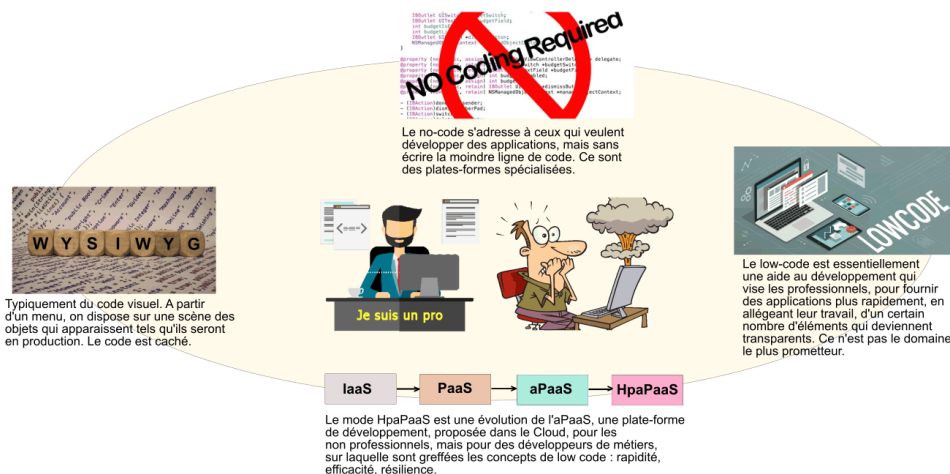 IBOutlet UISwitch
IBOutlet UITextField
NO Coding Required
Le no-code s'adresse à ceux qui veulent
développer des applications, mais sans
écrire la moindre ligne de code. Ce sont
des plates-formes spécialisées.
WYSIWYG
Typiquement du code visuel. A partir
d'un menu, on dispose sur une scène des
objets qui apparaissent tels qu'ils seront
en production. Le code est caché.
Je suis un pro
LOWCODE
Le low-code est essentiellement
une aide au développement qui
vise les professionnels, pour fournir
des applications plus rapidement, en
allégeant leur travail, d'un certain
nombre d'éléments qui deviennent
transparents. Ce n'est pas le domaine
le plus prometteur.
IaaS
PaaS
aPaaS
HpaPaaS
Le mode HpaPaaS est une évolution de l'aPaaS, une plate-forme
de développement, proposée dans le Cloud, pour les
non professionnels, mais pour des développeurs de métiers,
sur laquelle sont greffées les concepts de low code : rapidité,
efficacité, résilience.